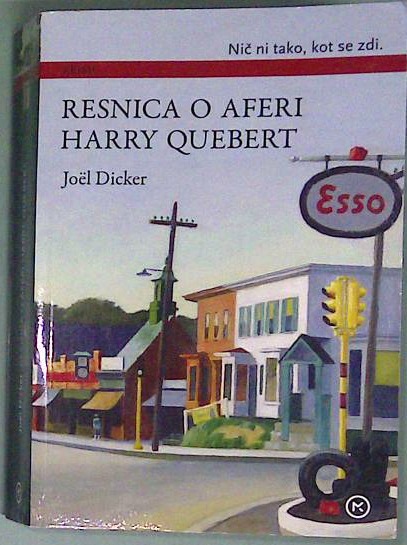 Nič ni tako, kot se zdi.
RESNICA O AFERI
HARRY QUEBERT
Joël Dicker
Esso